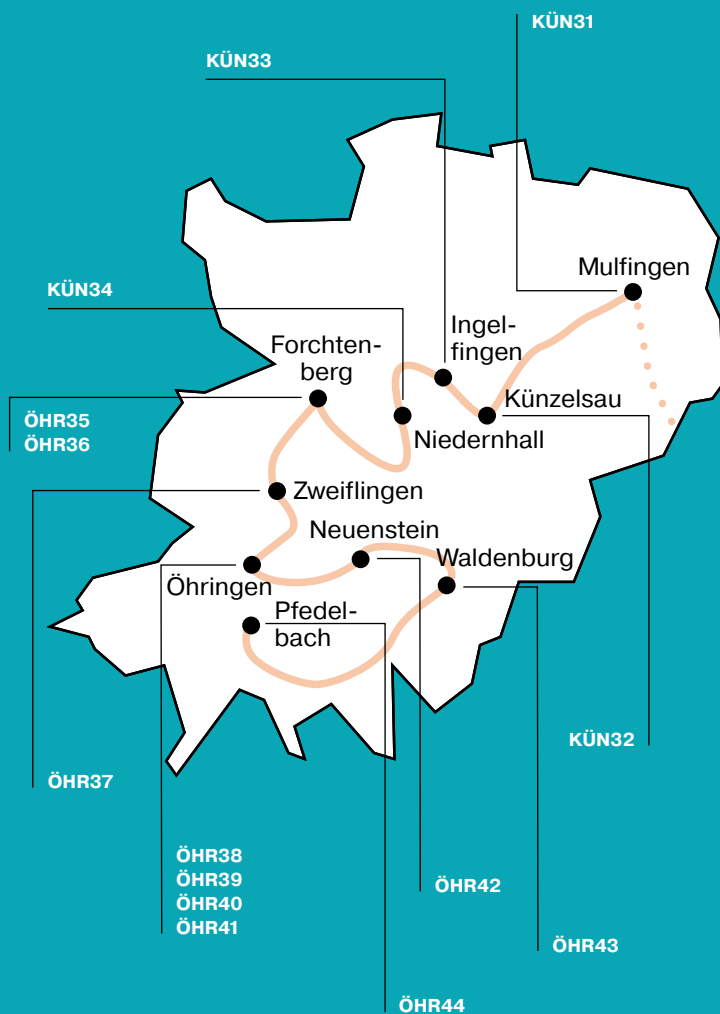 KÜN31
KÜN33
Mulfingen
KÜN34
Ingel-
fingen
Forchten-
berg
Künzelsau
ÖHR35
ÖHR36
Niedernhall
Zweiflingen
Neuenstein
Waldenburg
Öhringen
Pfedel-
bach
KÜN32
ÖHR37
ÖHR38
ÖHR39
ÖHR40
ÖHR41
ÖHR42
ÖHR43
ÖHR44